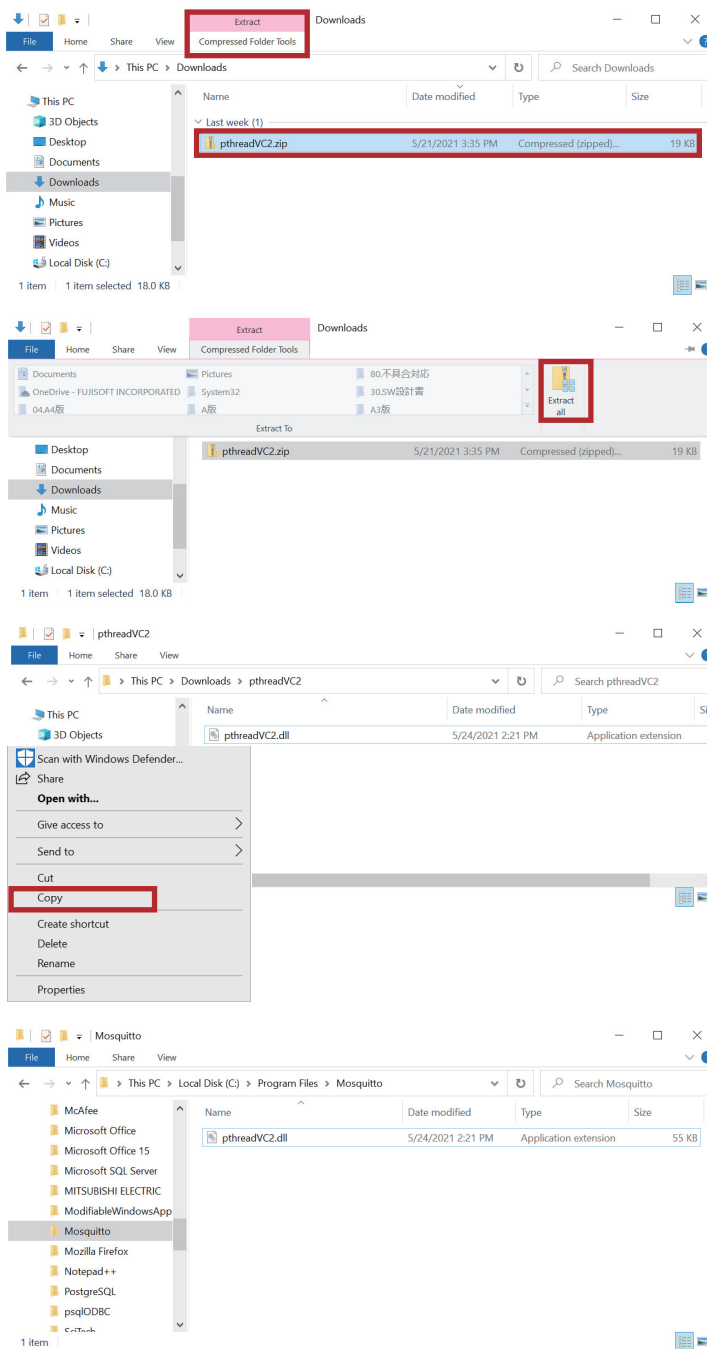 Extract Downloads
File Home Share View Compressed Folder Tools
This PC > Downloads Search Downloads
This PC Name Date modified Type Size
3D Objects Last week (1)
Desktop pthreadVC2.zip 5/21/2021 3:35 PM Compressed (zipped)... 19 KB
Documents
Downloads
Music
Pictures
Videos
Local Disk (C:)
1 item 1 item selected 18.0 KB
Extract Downloads
File Home Share View Compressed Folder Tools
Documents Pictures 80.不具合対応
OneDrive - FUJISOFT INCORPORATED System32 30.SW設計書 Extract
04.A4版 A版 A3版 all
Extract To
Desktop pthreadVC2.zip 5/21/2021 3:35 PM Compressed (zipped)... 19 KB
Documents
Downloads
Music
Pictures
Videos
Local Disk (C:)
1 item 1 item selected 18.0 KB
pthreadVC2
File Home Share View
This PC > Downloads > pthreadVC2 Search pthreadVC2
This PC Name Date modified Type
3D Objects pthreadVC2.dll 5/24/2021 2:21 PM Application extension
Scan with Windows Defender...
Share
Open with...
Give access to
Send to
Cut
Copy
Create shortcut
Delete
Rename
Properties
Mosquitto
File Home Share View
This PC > Local Disk (C:) > Program Files > Mosquitto Search Mosquitto
McAfee Name Date modified Type Size
Microsoft Office pthreadVC2.dll 5/24/2021 2:21 PM Application extension 55 KB
Microsoft Office 15
Microsoft SQL Server
MITSUBISHI ELECTRIC
ModifiableWindowsApp
Mosquitto
Mozilla Firefox
Notepad++
PostgreSQL
psqlODBC
1 item